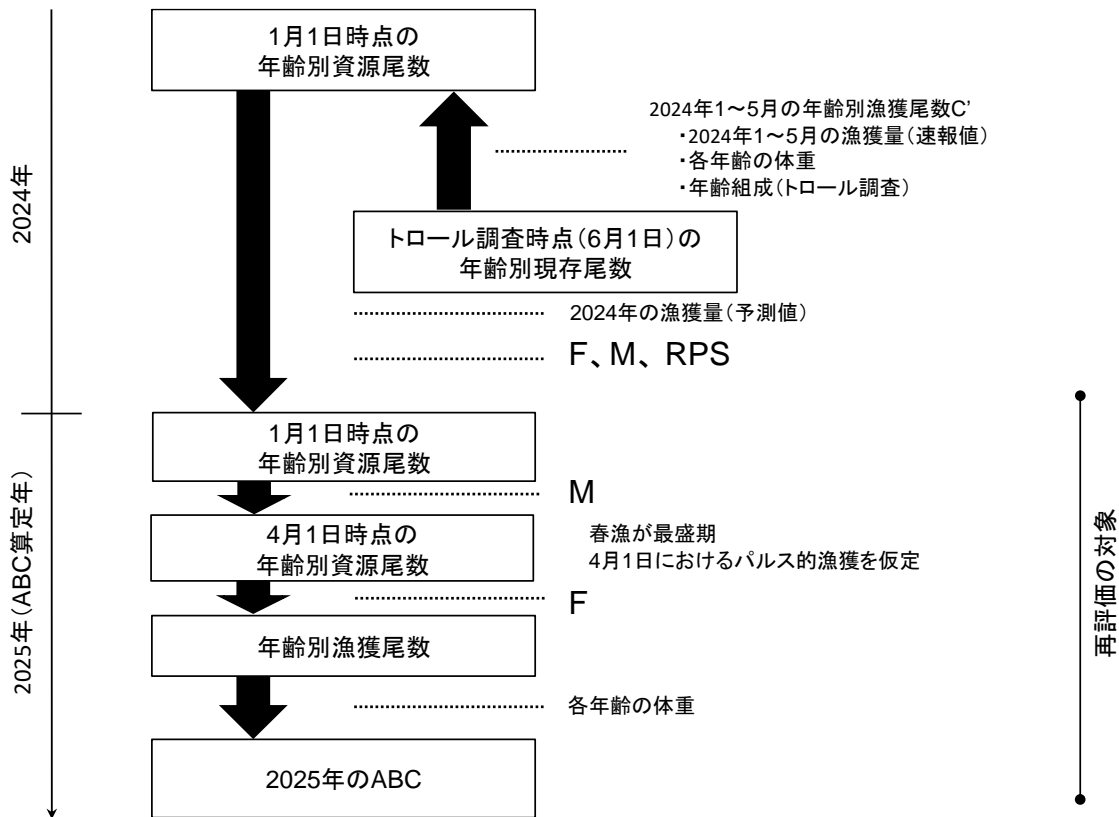 1月1日時点の
年齢別資源尾数
2024年1～5月の年齢別漁獲尾数C’
・2024年1～5月の漁獲量（速報値）
・各年齢の体重
・年齢組成（トロール調査）
2024年
トロール調査時点（6月1日）の
年齢別現存尾数
2024年の漁獲量（予測値）
F、M、RPS
1月1日時点の
年齢別資源尾数
M
4月1日時点の
年齢別資源尾数
春漁が最盛期
4月1日におけるパルス的漁獲を仮定
F
2025年（ABC算定年）
再評価の対象
年齢別漁獲尾数
各年齢の体重
2025年のABC